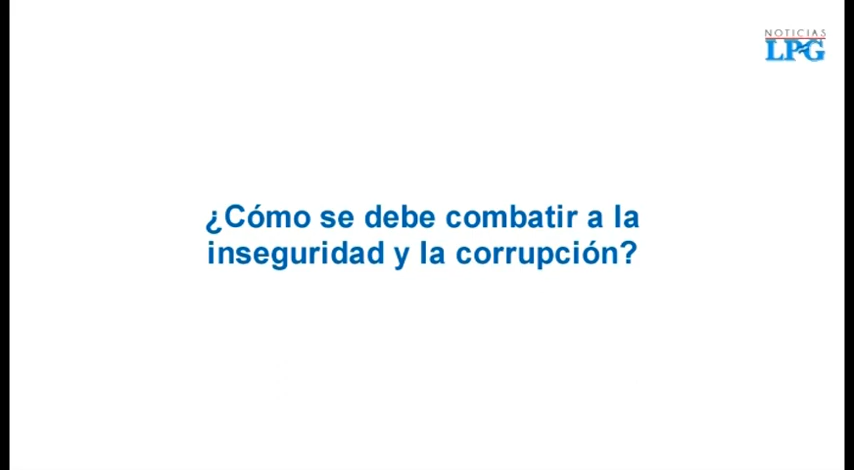 NOTICIAS
LPG
¿Cómo se debe combatir a la
inseguridad y la corrupción?